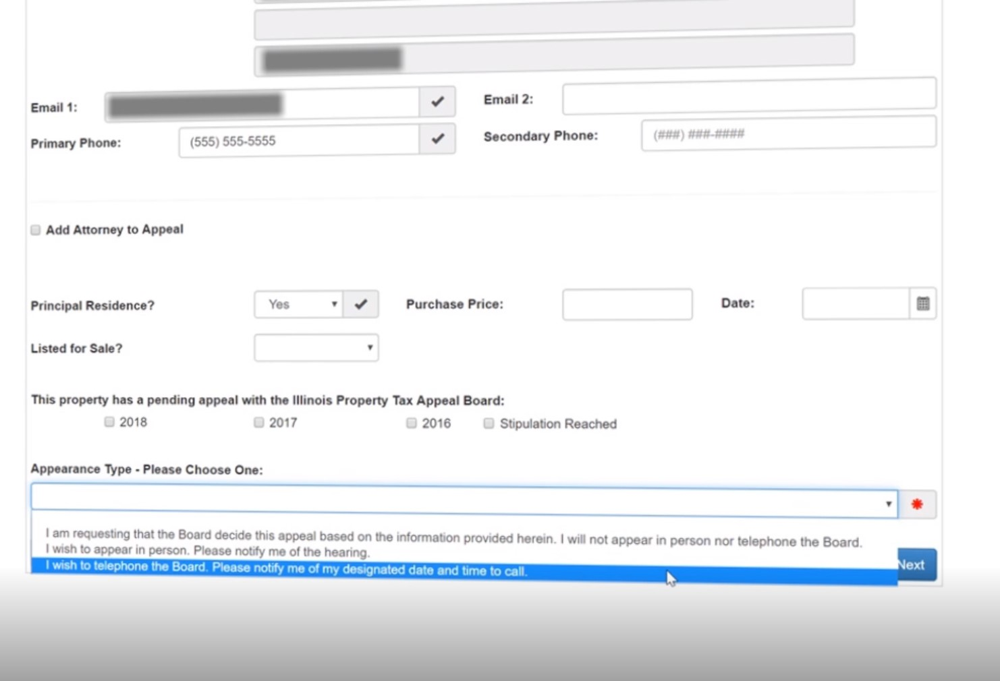 Email 1:
Email 2:
Primary Phone: (555) 555-5555
Secondary Phone: (###) ###-####
Add Attorney to Appeal
Principal Residence? Yes Purchase Price: Date:
Listed for Sale?
This property has a pending appeal with the Illinois Property Tax Appeal Board:
2018 2017 2016 Stipulation Reached
Appearance Type - Please Choose One:
I am requesting that the Board decide this appeal based on the information provided herein. I will not appear in person nor telephone the Board.
I wish to appear in person. Please notify me of the hearing.
I wish to telephone the Board. Please notify me of my designated date and time to call.
Next